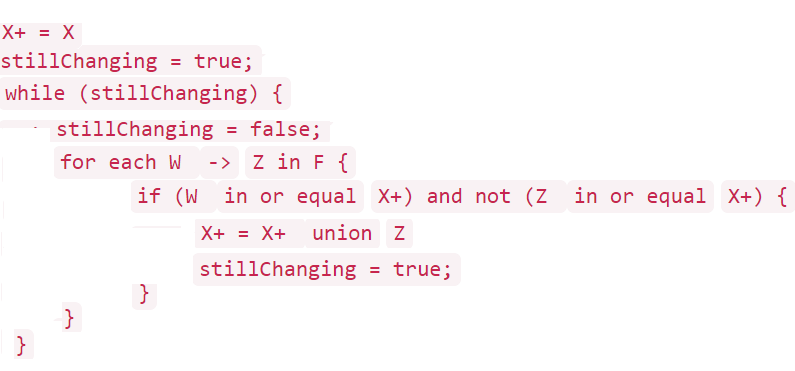 X+ = X
stillChanging = true;
while (stillChanging) {
stillChanging = false;
for each W -> Z in F {
if (W in or equal X+) and not (Z in or equal X+) {
X+ = X+ union Z
stillChanging = true;
}
}
}